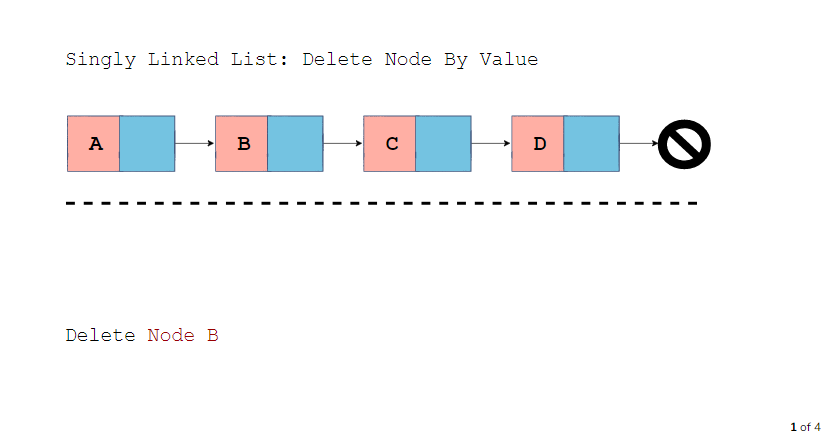 Singly Linked List: Delete Node By Value
A B C D
Delete Node B
1 of 4